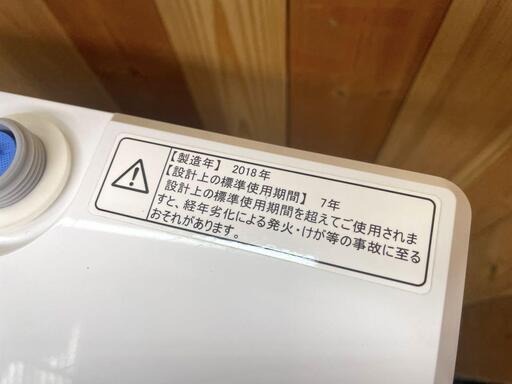 【製造年】 2018年
【設計上の標準使用期間】 7年
設計上の標準使用期間を超えてご使用されま
すと、経年劣化による発火・けが等の事故に至る
おそれがあります。